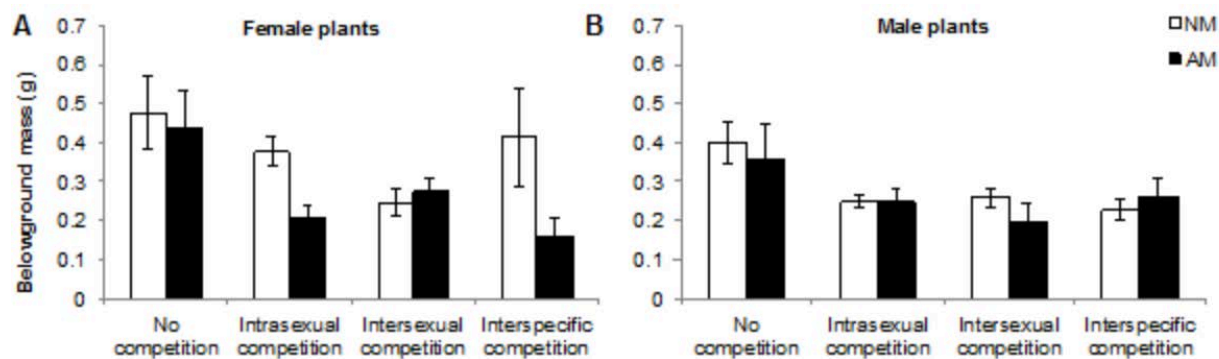 A
Female plants
Belowground mass (g)
0.7
0.6
0.5
0.4
0.3
0.2
0.1
0
No competition
Intrasexual competition
Intersexual competition
Interspecific competition
B
Male plants
NM
AM
0.7
0.6
0.5
0.4
0.3
0.2
0.1
0
No competition
Intrasexual competition
Intersexual competition
Interspecific competition